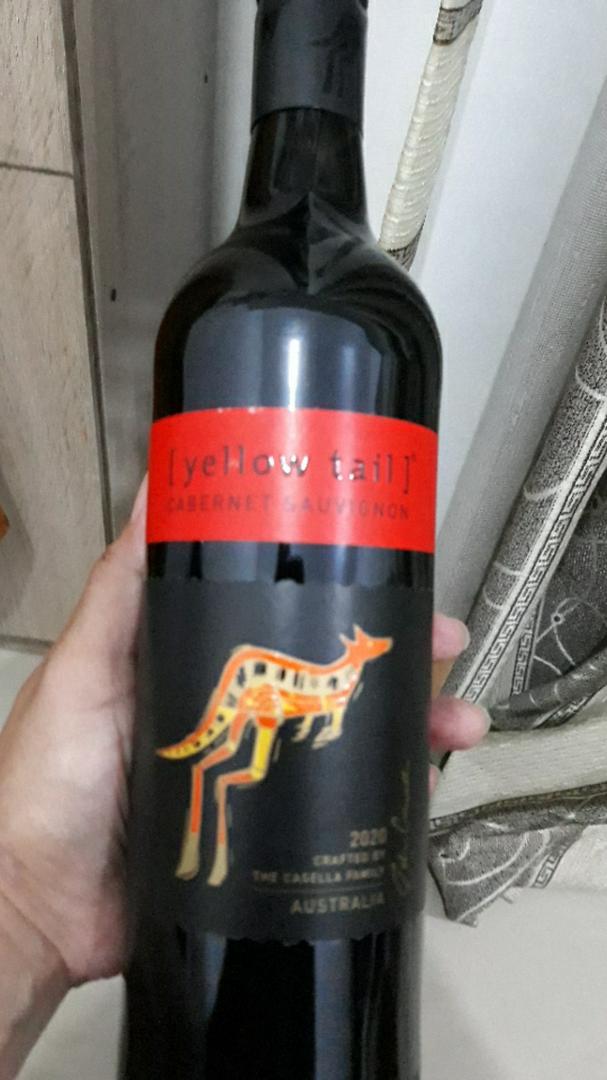 [yellow tail]®
CABERNET SAUVIGNON
2020
CRAFTED BY
THE CASELLA FAMILY
AUSTRALIA